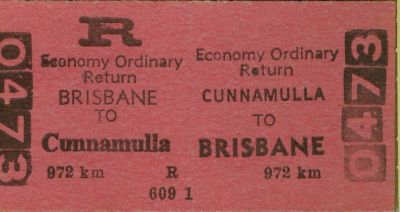 0473
R
Economy Ordinary
Return
BRISBANE
TO
Cunnamulla
972 km R
609 1
Economy Ordinary
Return
CUNNAMULLA
TO
BRISBANE
972 km
0473